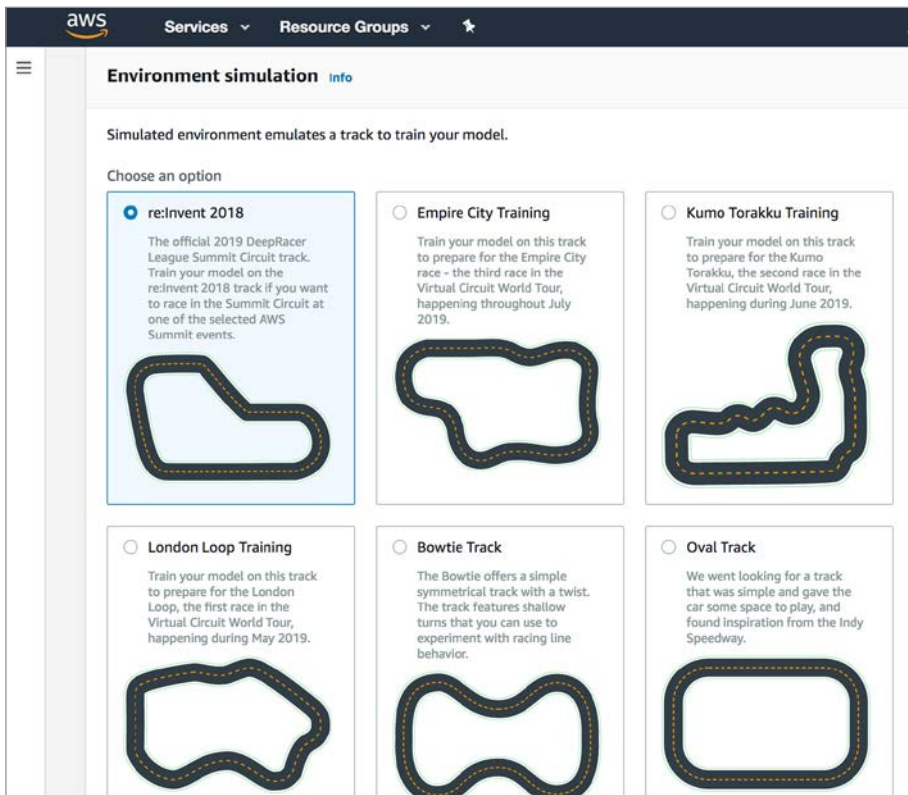 aws Services Resource Groups
Environment simulation Info
Simulated environment emulates a track to train your model.
Choose an option
re:Invent 2018
The official 2019 DeepRacer
League Summit Circuit track.
Train your model on the
re:Invent 2018 track if you want
to race in the Summit Circuit at
one of the selected AWS
Summit events.
Empire City Training
Train your model on this track
to prepare for the Empire City
race - the third race in the
Virtual Circuit World Tour,
happening throughout July
2019.
Kumo Torakku Training
Train your model on this track
to prepare for the Kumo
Torakku, the second race in the
Virtual Circuit World Tour,
happening during June 2019.
London Loop Training
Train your model on this track
to prepare for the London
Loop, the first race in the
Virtual Circuit World Tour,
happening during May 2019.
Bowtie Track
The Bowtie offers a simple
symmetrical track with a twist.
The track features shallow
turns that you can use to
experiment with racing line
behavior.
Oval Track
We went looking for a track
that was simple and gave the
car some space to play, and
found inspiration from the Indy
Speedway.